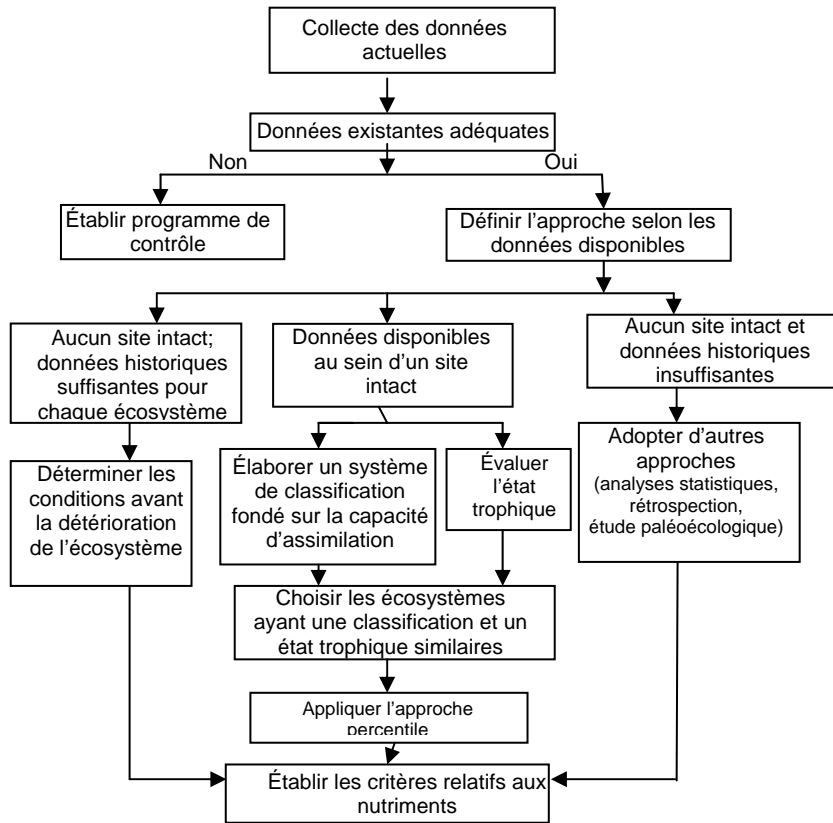 Collecte des données
actuelles
Données existantes adéquates
Non
Oui
Établir programme de
contrôle
Définir l’approche selon les
données disponibles
Aucun site intact;
données historiques
suffisantes pour
chaque écosystème
Données disponibles
au sein d’un site
intact
Aucun site intact et
données historiques
insuffisantes
Déterminer les
conditions avant
la détérioration
de l’écosystème
Élaborer un système
de classification
fondé sur la capacité
d’assimilation
Évaluer
l’état
trophique
Adopter d’autres
approches
(analyses statistiques,
rétrospection,
étude paléoécologique)
Choisir les écosystèmes
ayant une classification et un
état trophique similaires
Appliquer l’approche
percentile
Établir les critères relatifs aux
nutriments